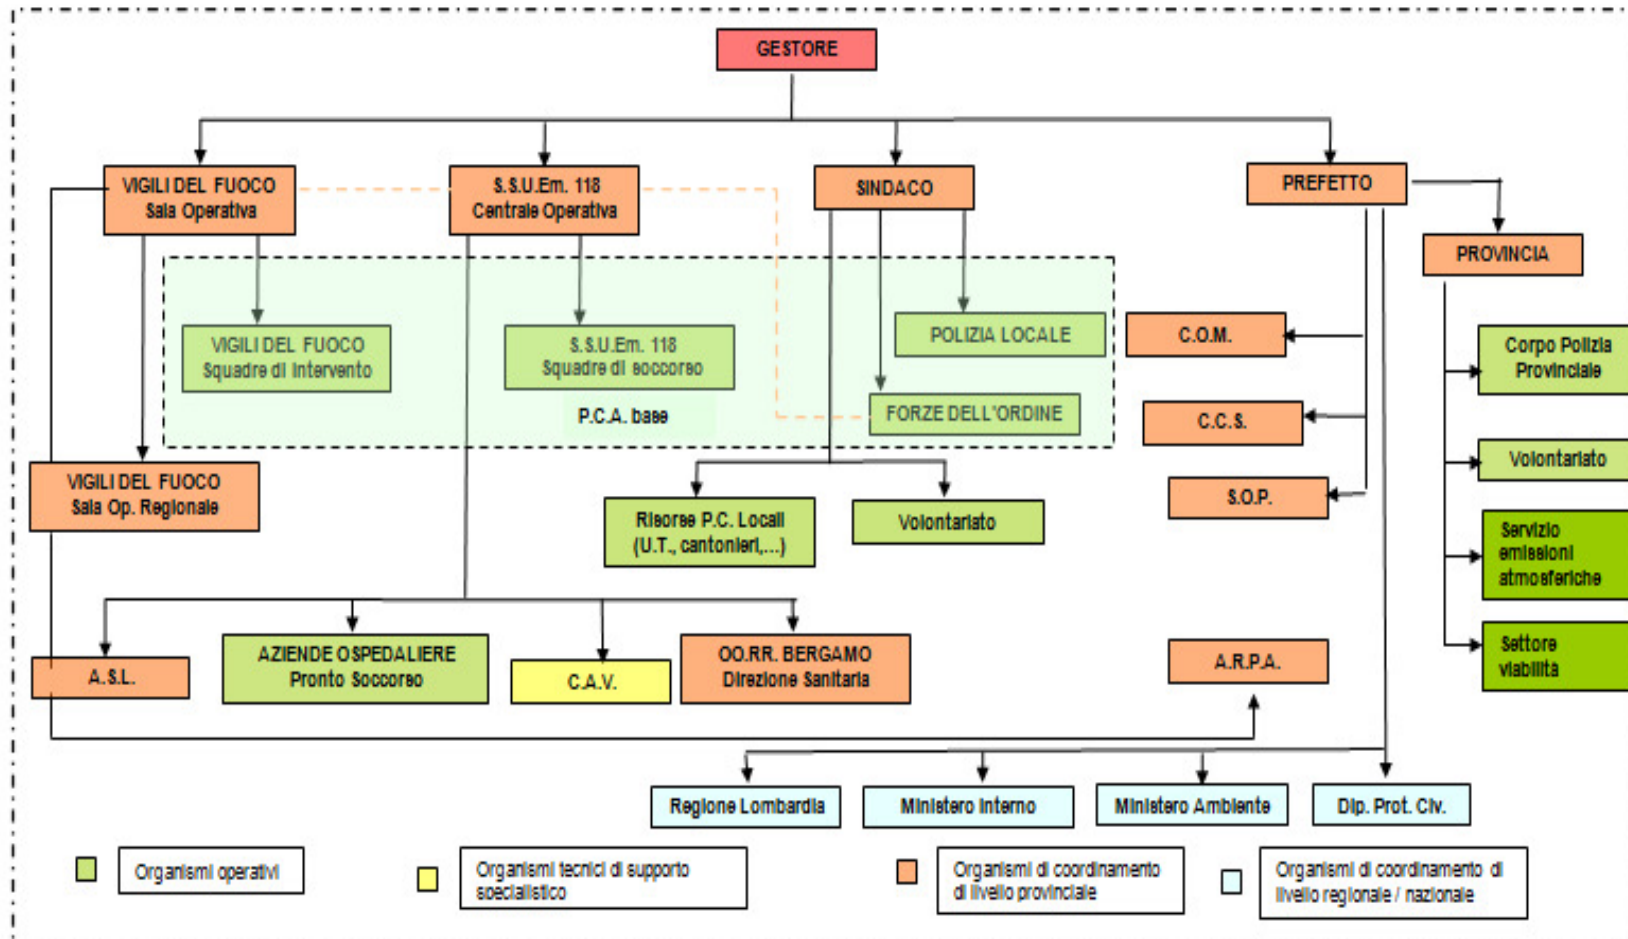 GESTORE
VIGILI DEL FUOCO
Sala Operativa
S.S.U.Em. 118
Centrale Operativa
SINDACO
PREFETTO
PROVINCIA
VIGILI DEL FUOCO
Squadre di Intervento
S.S.U.Em. 118
Squadre di soccorso
P.C.A. base
POLIZIA LOCALE
FORZE DELL'ORDINE
C.O.M.
C.C.S.
S.O.P.
Corpo Polizia
Provinciale
Volontariato
Servizio
emissioni
atmosferiche
Settore
viabilità
VIGILI DEL FUOCO
Sala Op. Regionale
Risorse P.C. Locali
(U.T., cantonieri,...)
Volontariato
A.S.L.
AZIENDE OSPEDALIERE
Pronto Soccorso
C.A.V.
OO.RR. BERGAMO
Direzione Sanitaria
A.R.P.A.
Regione Lombardia
Ministero Interno
Ministero Ambiente
Dip. Prot. Civ.
Organismi operativi
Organismi tecnici di supporto
specialistico
Organismi di coordinamento
di livello provinciale
Organismi di coordinamento di
livello regionale / nazionale